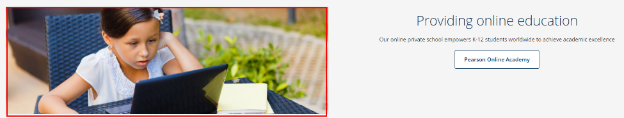 Providing online education
Our online private school empowers K-12 students worldwide to achieve academic excellence
Pearson Online Academy